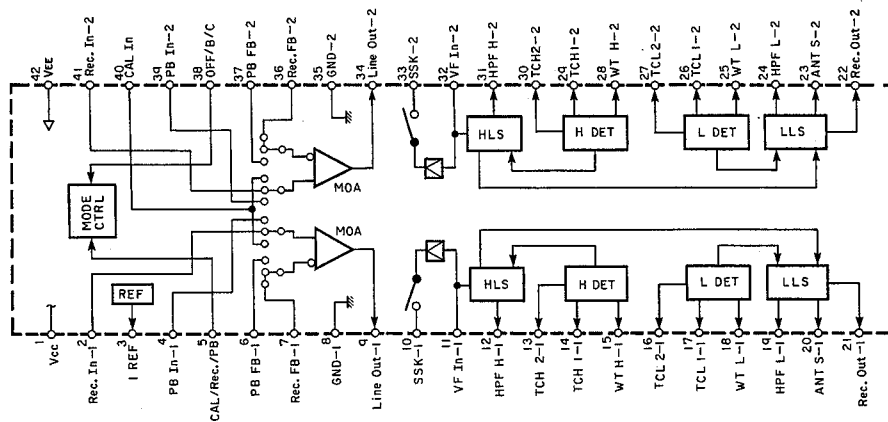 42 VEE
41 Rec. In-2
40 CAL In
39 PB In-2
38 OFF/B/C
37 PB FB-2
36 Rec. FB-2
35 GND-2
34 Line Out-2
33 SSK-2
32 VF In-2
31 HPF H-2
30 TCH2-2
29 TCH1-2
28 WT H-2
27 TCL2-2
26 TCL1-2
25 WT L-2
24 HPF L-2
23 ANT S-2
22 Rec. Out-2
MODE CTRL
MOA
HLS
H DET
L DET
LLS
REF
MOA
HLS
H DET
L DET
LLS
1 Vcc
2 Rec. In-1
3 I REF
4 PB In-1
5 CAL/Rec./PB
6 PB FB-1
7 Rec. FB-1
8 GND-1
9 Line Out-1
10 SSK-1
11 VF In-1
12 HPF H-1
13 TCH 2-1
14 TCH 1-1
15 WT H-1
16 TCL 2-1
17 TCL 1-1
18 WT L-1
19 HPF L-1
20 ANT S-1
21 Rec. Out-1